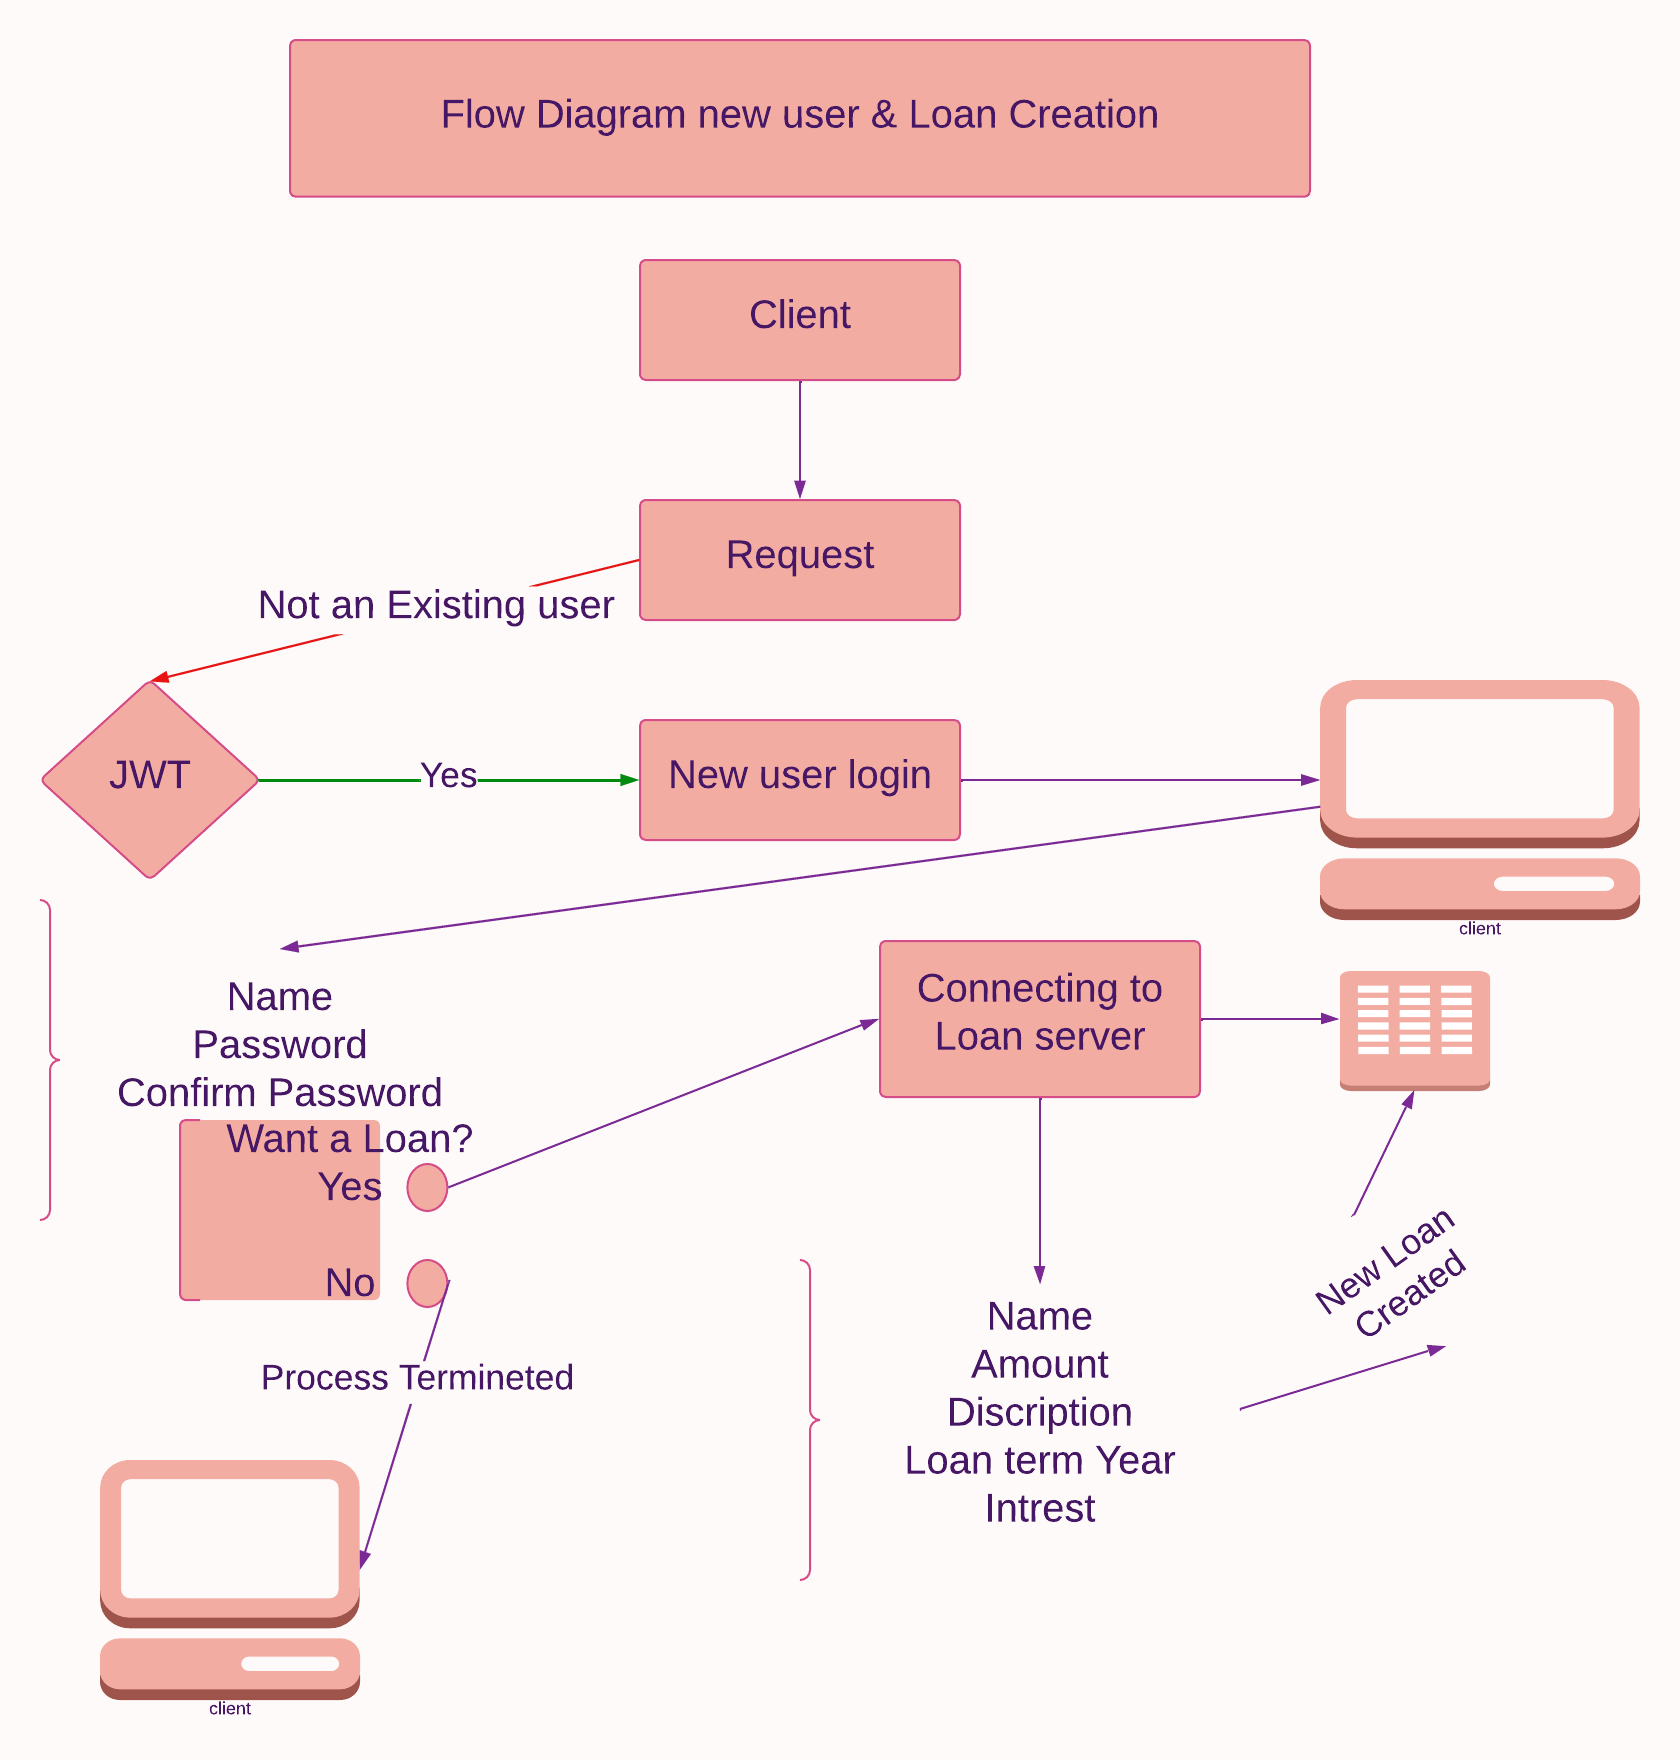 Flow Diagram new user & Loan Creation
Client
Request
Not an Existing user
JWT
Yes
New user login
client
Name
Password
Confirm Password
Want a Loan?
Yes
No
Connecting to
Loan server
Process Termineted
New Loan
Created
Name
Amount
Discription
Loan term Year
Intrest
client